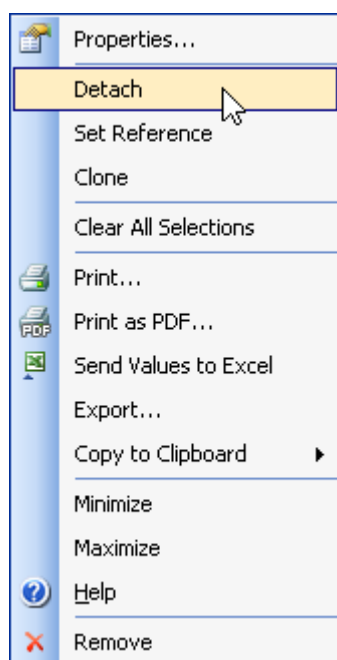 Properties...
Detach
Set Reference
Clone
Clear All Selections
Print...
PDF
Print as PDF...
Send Values to Excel
Export...
Copy to Clipboard
Minimize
Maximize
Help
Remove